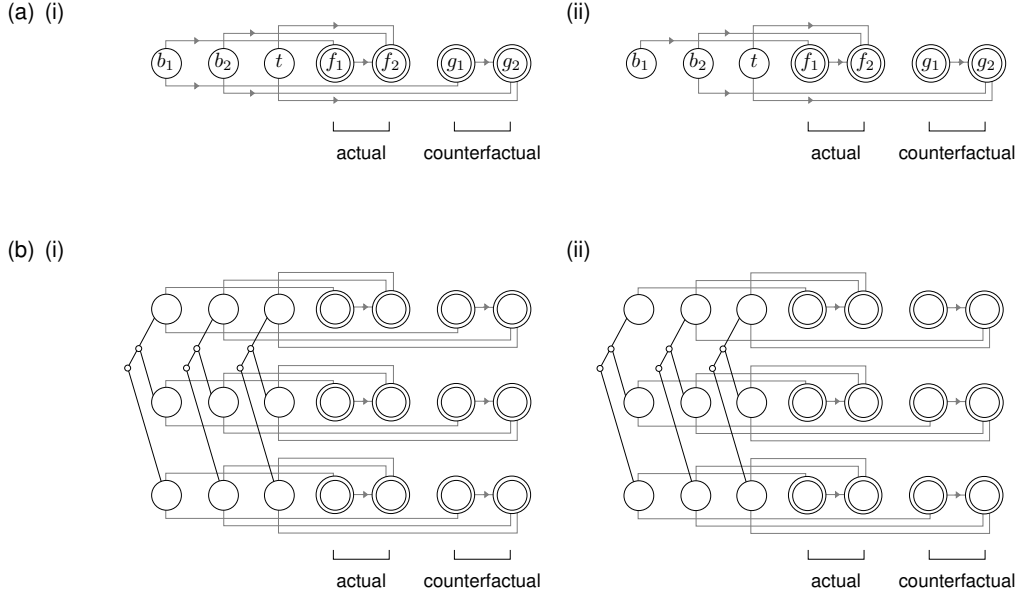 (a) (i) (ii)
b₁ b₂ t f₁ f₂ g₁ g₂ b₁ b₂ t f₁ f₂ g₁ g₂
actual counterfactual actual counterfactual
(b) (i) (ii)
actual counterfactual actual counterfactual